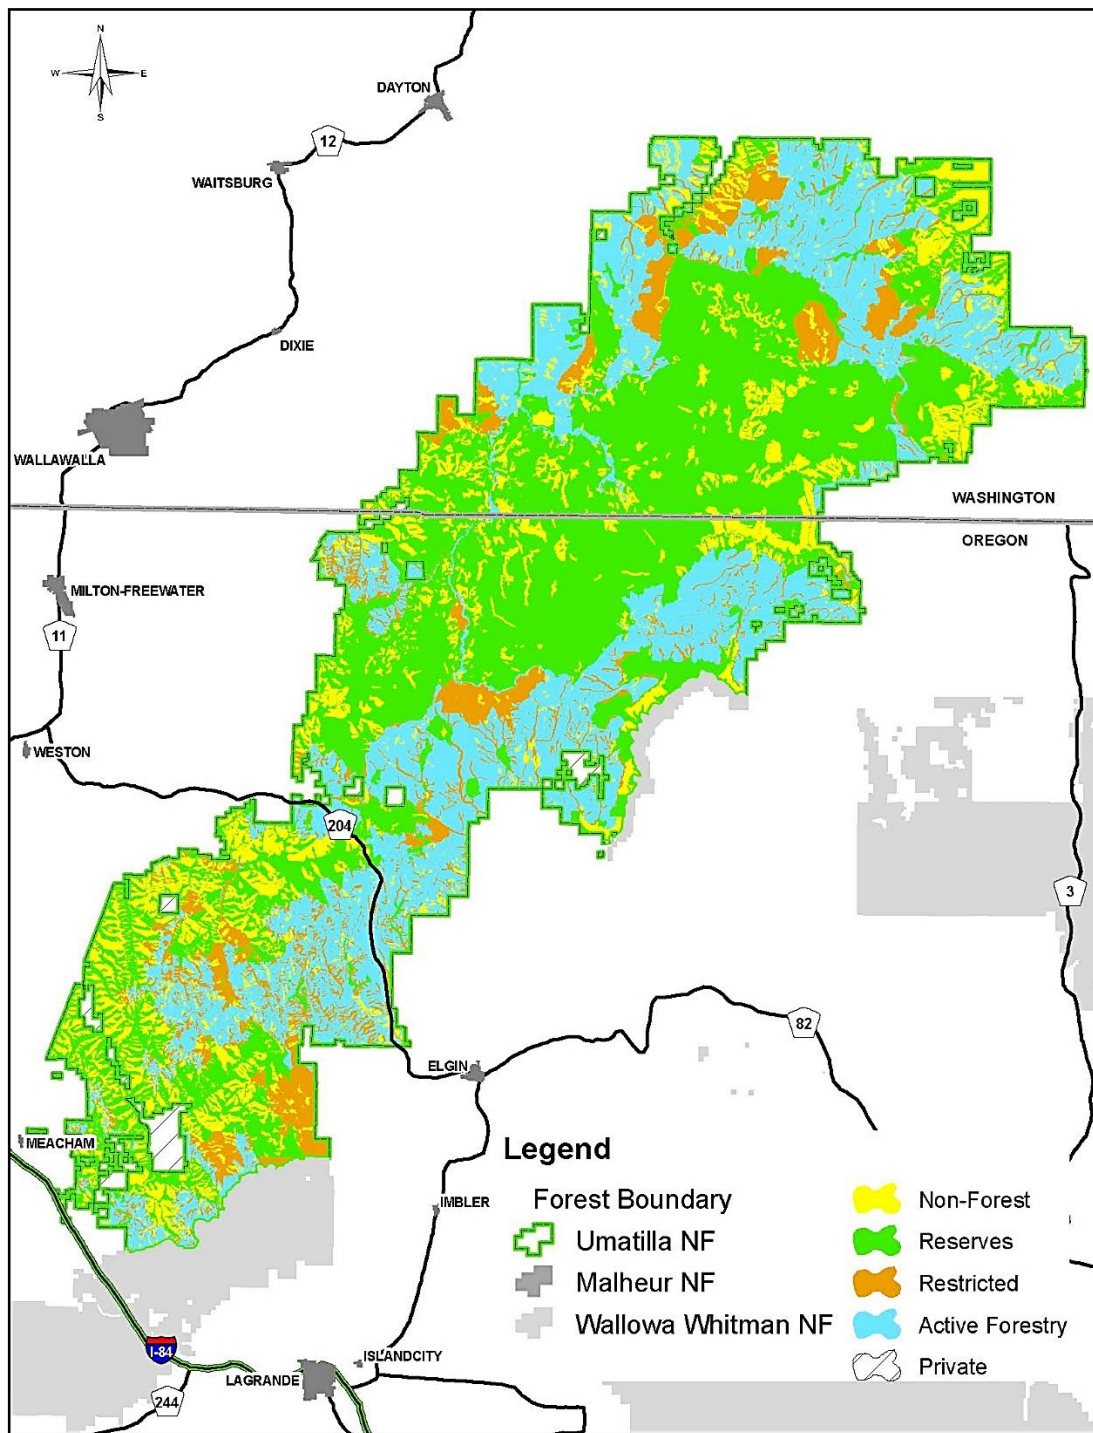 N
W E
S
DAYTON
12
WAITSBURG
DIXIE
WALLAWALLA
WASHINGTON
OREGON
MILTON-FREEWATER
11
WESTON
204
3
82
ELGIN
MEACHAM
Legend
Forest Boundary
Umatilla NF
Malheur NF
Wallowa Whitman NF
Non-Forest
Reserves
Restricted
Active Forestry
Private
IMBLER
I-84
ISLANDCITY
LAGRANDE
244